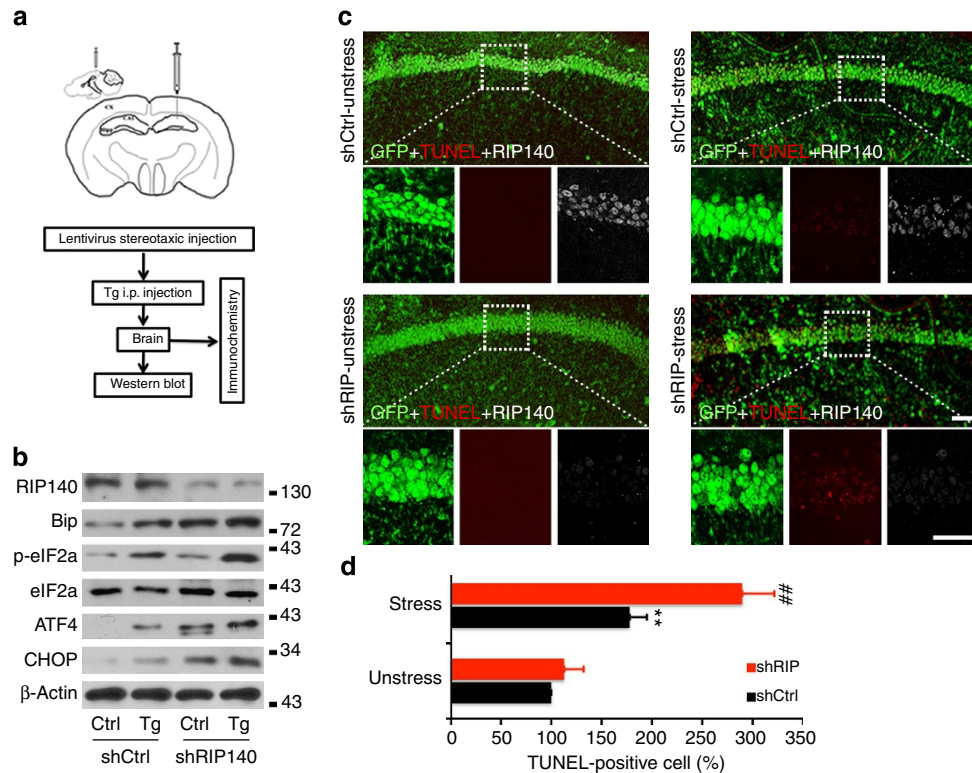 a
Lentivirus stereotaxic injection
Tg i.p. injection
Brain
Western blot
Immunochemistry
b
RIP140
130
Bip
72
p-eIF2a
43
eIF2a
43
ATF4
43
CHOP
34
β-Actin
43
Ctrl Tg Ctrl Tg
shCtrl shRIP140
c
shCtrl-unstress
GFP+TUNEL+RIP140
shCtrl-stress
GFP+TUNEL+RIP140
shRIP-unstress
GFP+TUNEL+RIP140
shRIP-stress
GFP+TUNEL+RIP140
d
Stress
##
**
Unstress
shRIP
shCtrl
0 50 100 150 200 250 300 350
TUNEL-positive cell (%)